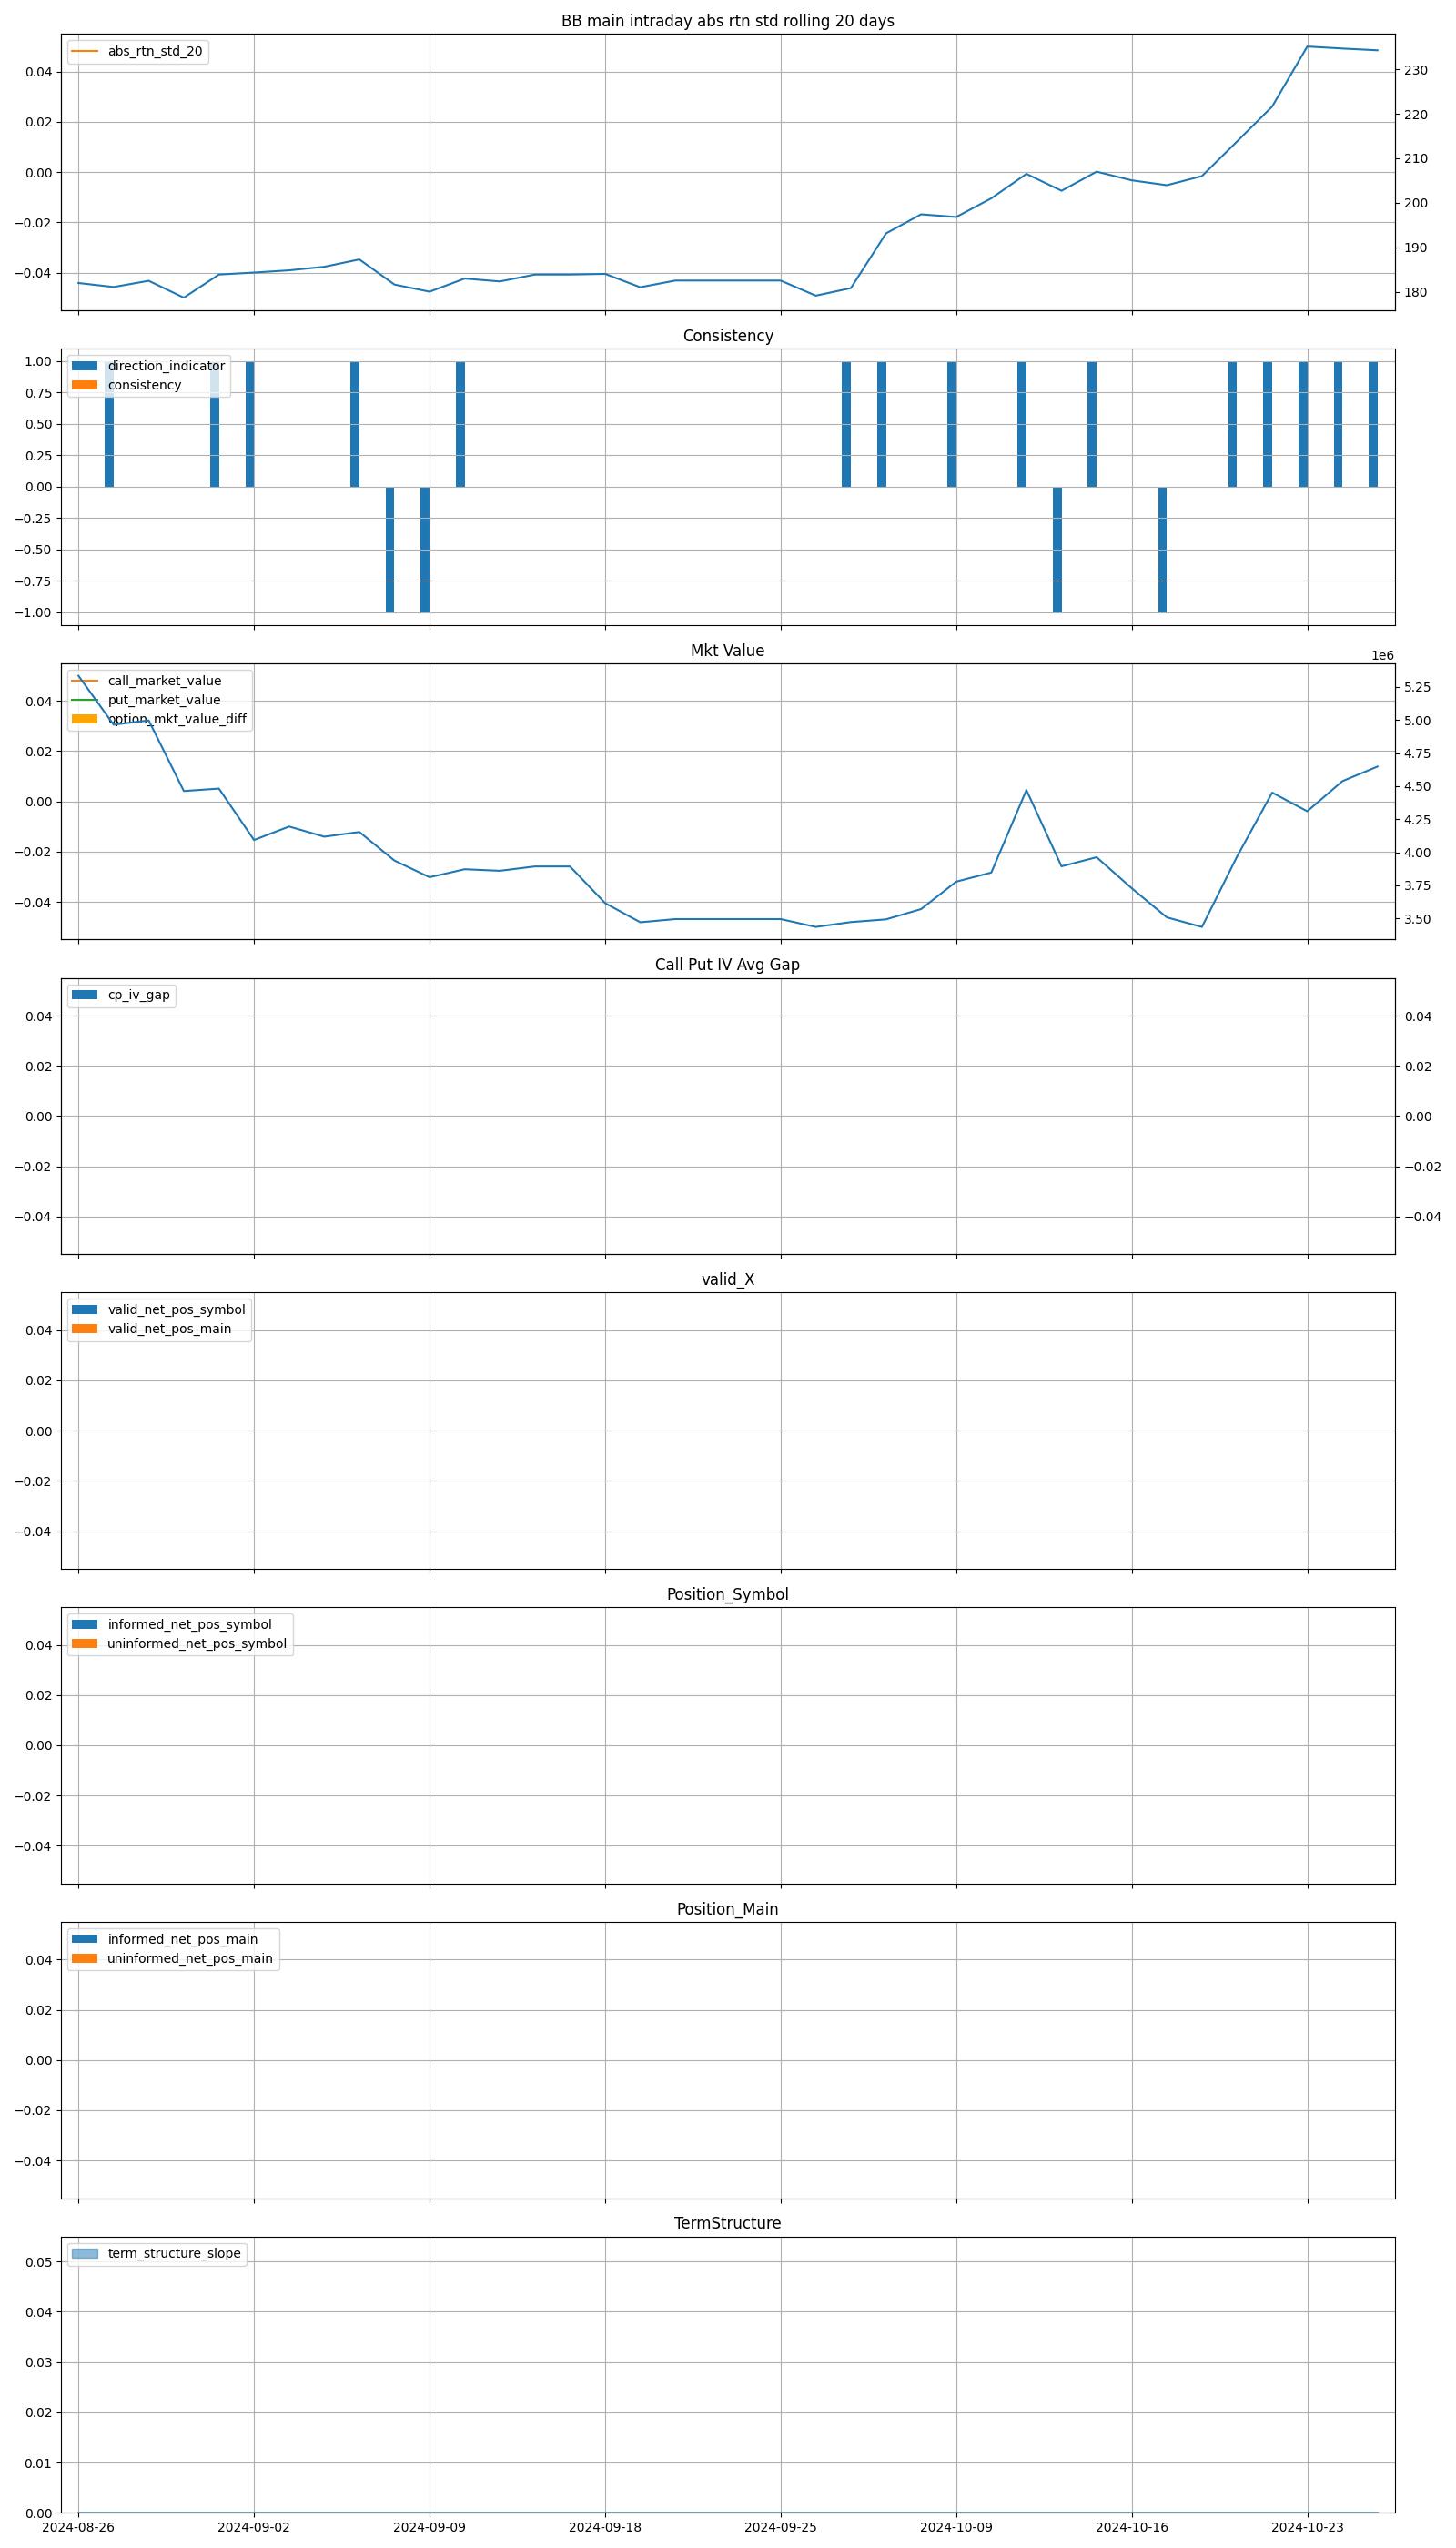 BB main intraday abs rtn std rolling 20 days
abs_rtn_std_20
0.04
0.02
0.00
−0.02
−0.04
230
220
210
200
190
180
Consistency
direction_indicator
consistency
1.00
0.75
0.50
0.25
0.00
−0.25
−0.50
−0.75
−1.00
Mkt Value
1e6
call_market_value
put_market_value
option_mkt_value_diff
0.04
0.02
0.00
−0.02
−0.04
5.25
5.00
4.75
4.50
4.25
4.00
3.75
3.50
Call Put IV Avg Gap
cp_iv_gap
0.04
0.02
0.00
−0.02
−0.04
0.04
0.02
0.00
−0.02
−0.04
valid_X
valid_net_pos_symbol
valid_net_pos_main
0.04
0.02
0.00
−0.02
−0.04
Position_Symbol
informed_net_pos_symbol
uninformed_net_pos_symbol
0.04
0.02
0.00
−0.02
−0.04
Position_Main
informed_net_pos_main
uninformed_net_pos_main
0.04
0.02
0.00
−0.02
−0.04
TermStructure
term_structure_slope
0.05
0.04
0.03
0.02
0.01
0.00
2024-08-26 2024-09-02 2024-09-09 2024-09-18 2024-09-25 2024-10-09 2024-10-16 2024-10-23